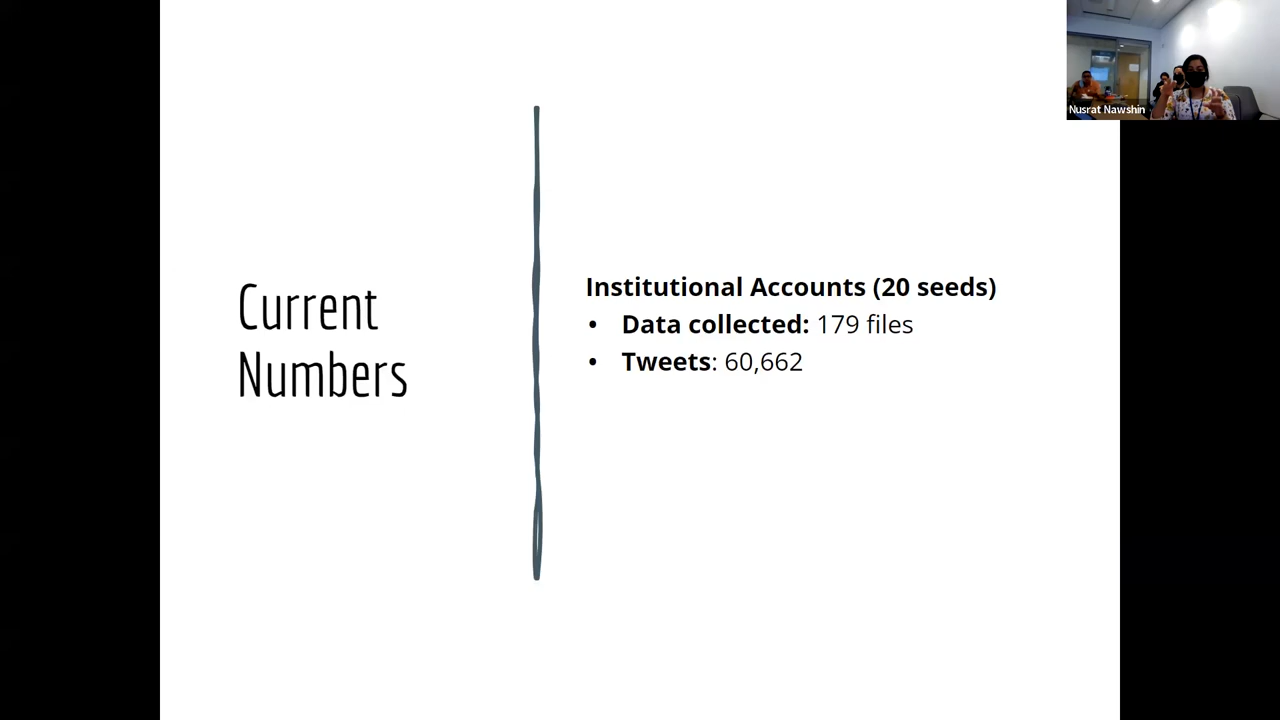 Nusrat Nawshin
Current
Numbers
Institutional Accounts (20 seeds)
• Data collected: 179 files
• Tweets: 60,662